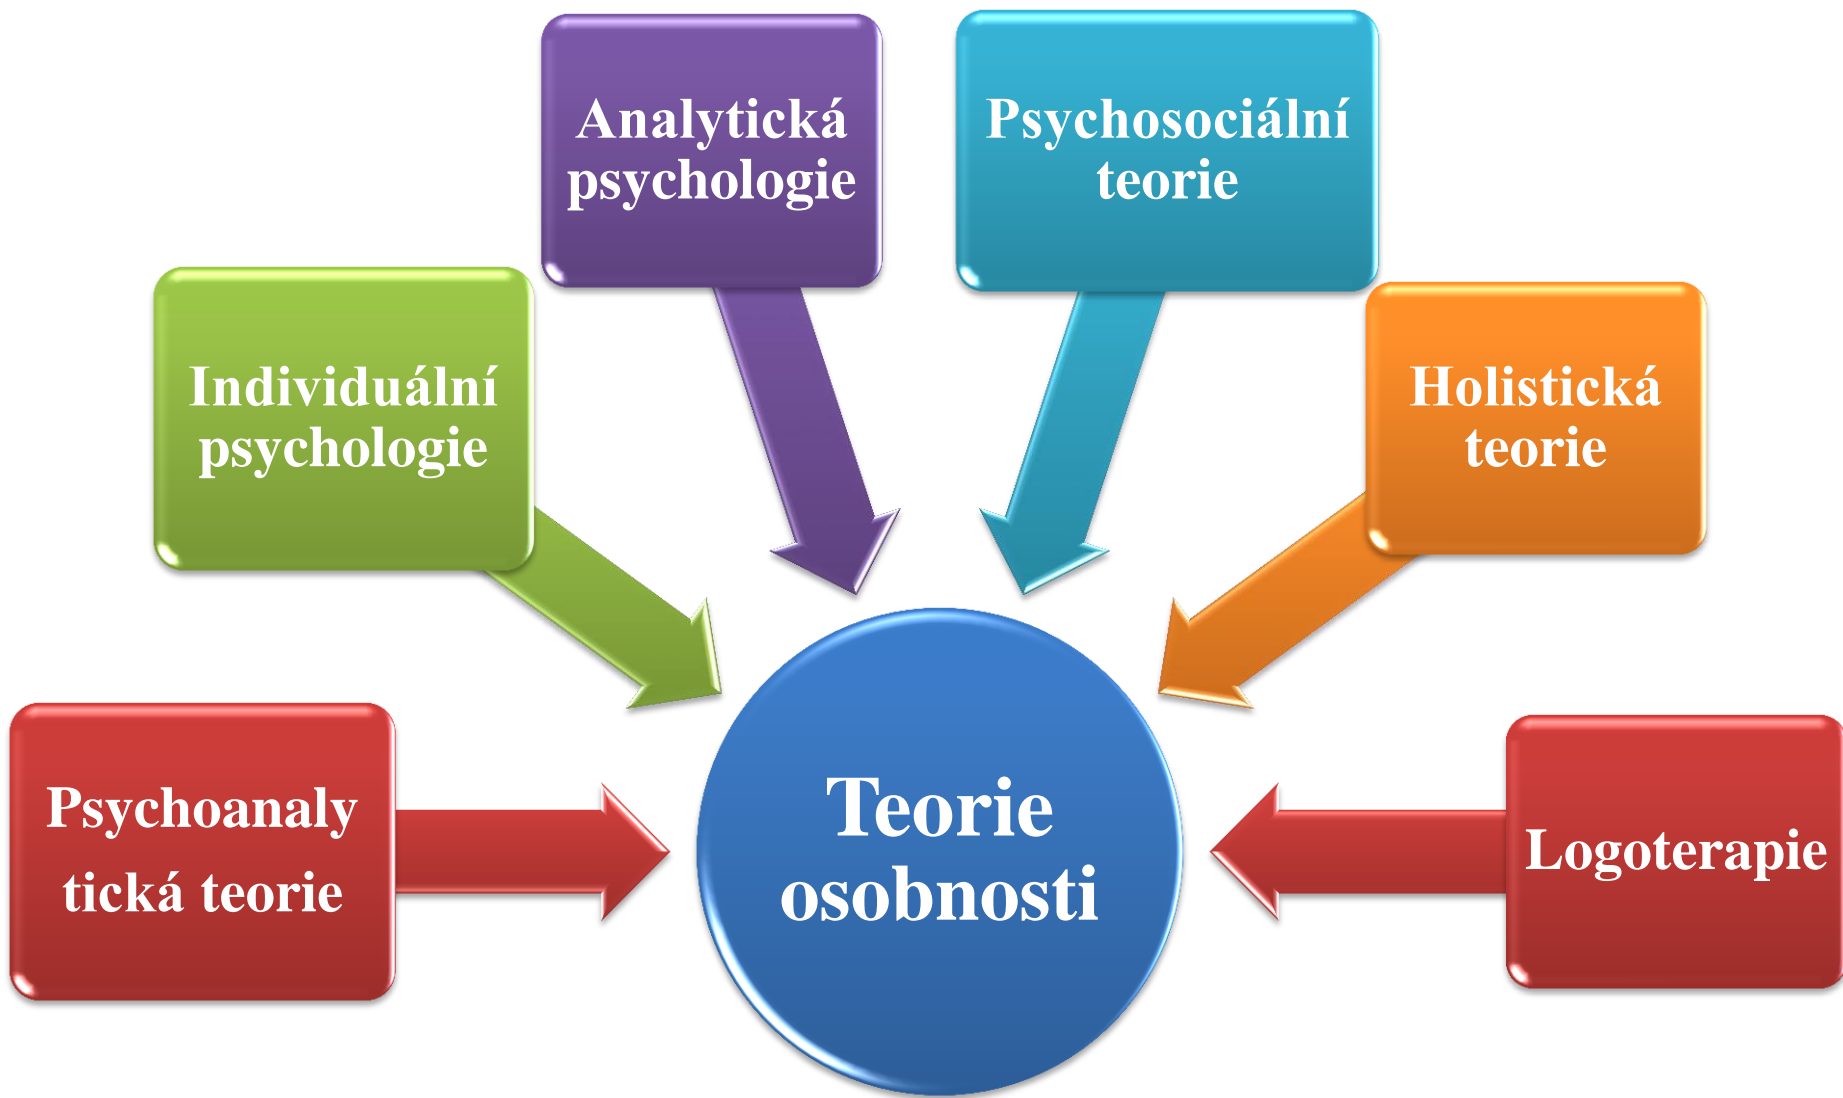 Analytická
psychologie
Psychosociální
teorie
Individuální
psychologie
Holistická
teorie
Psychoanaly
tická teorie
Teorie
osobnosti
Logoterapie